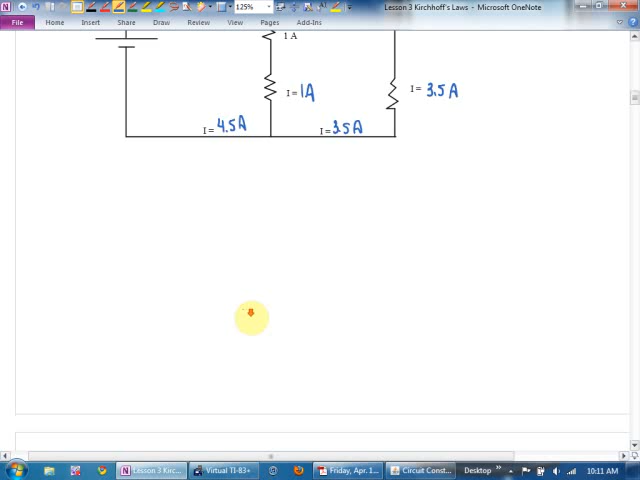 Lesson 3 Kirchhoff's Laws - Microsoft OneNote
125%
File Home Insert Share Draw Review View Pages Add-Ins
1 A
I = 1A
I = 3.5 A
I = 4.5A
I = 3.5 A
Lesson 3 Kirc...
Virtual TI-83+
Friday, Apr. 1...
Circuit Const...
Desktop
10:11 AM